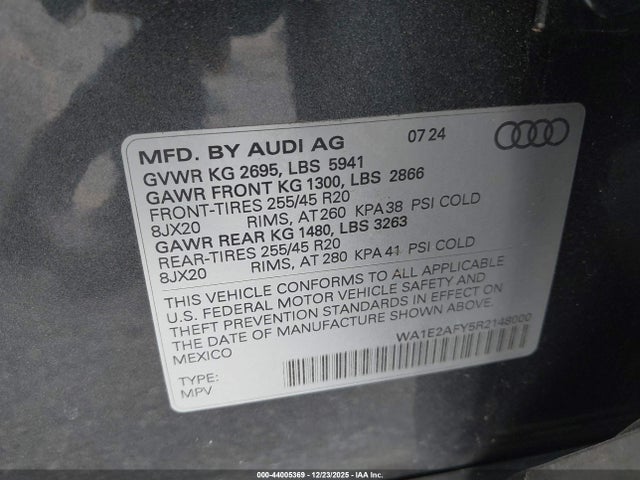 MFD. BY AUDI AG 07 24
GVWR KG 2695, LBS 5941
GAWR FRONT KG 1300, LBS 2866
FRONT-TIRES 255/45 R20
8JX20 RIMS, AT 260 KPA 38 PSI COLD
GAWR REAR KG 1480, LBS 3263
REAR-TIRES 255/45 R20
8JX20 RIMS, AT 280 KPA 41 PSI COLD
THIS VEHICLE CONFORMS TO ALL APPLICABLE
U.S. FEDERAL MOTOR VEHICLE SAFETY AND
THEFT PREVENTION STANDARDS IN EFFECT ON
THE DATE OF MANUFACTURE SHOWN ABOVE.
MEXICO WA1E2AFY5R2148000
TYPE:
MPV
000-44005369 | 12/23/2025 | IAA Inc.